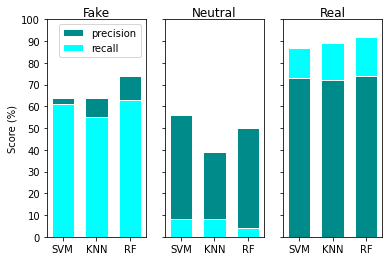 Fake
Neutral
Real
precision
recall
Score (%)
100
90
80
70
60
50
40
30
20
10
0
SVM KNN RF
SVM KNN RF
SVM KNN RF